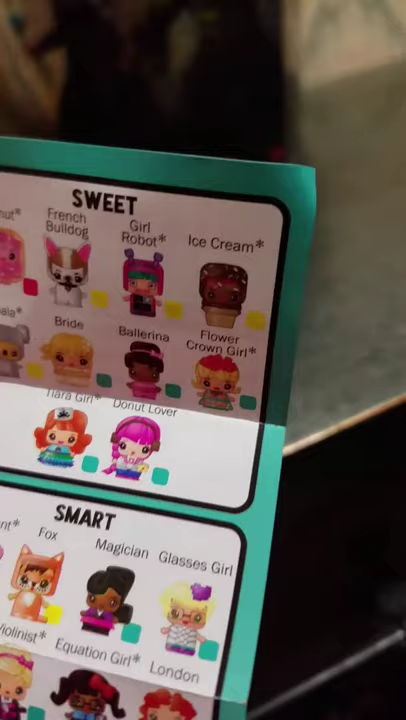 SWEET
French
Bulldog
Girl
Robot*
Ice Cream*
Bride
Ballerina
Flower
Crown Girl*
Tiara Girl*
Donut Lover
SMART
Fox
Magician
Glasses Girl
Violinist*
Equation Girl*
London